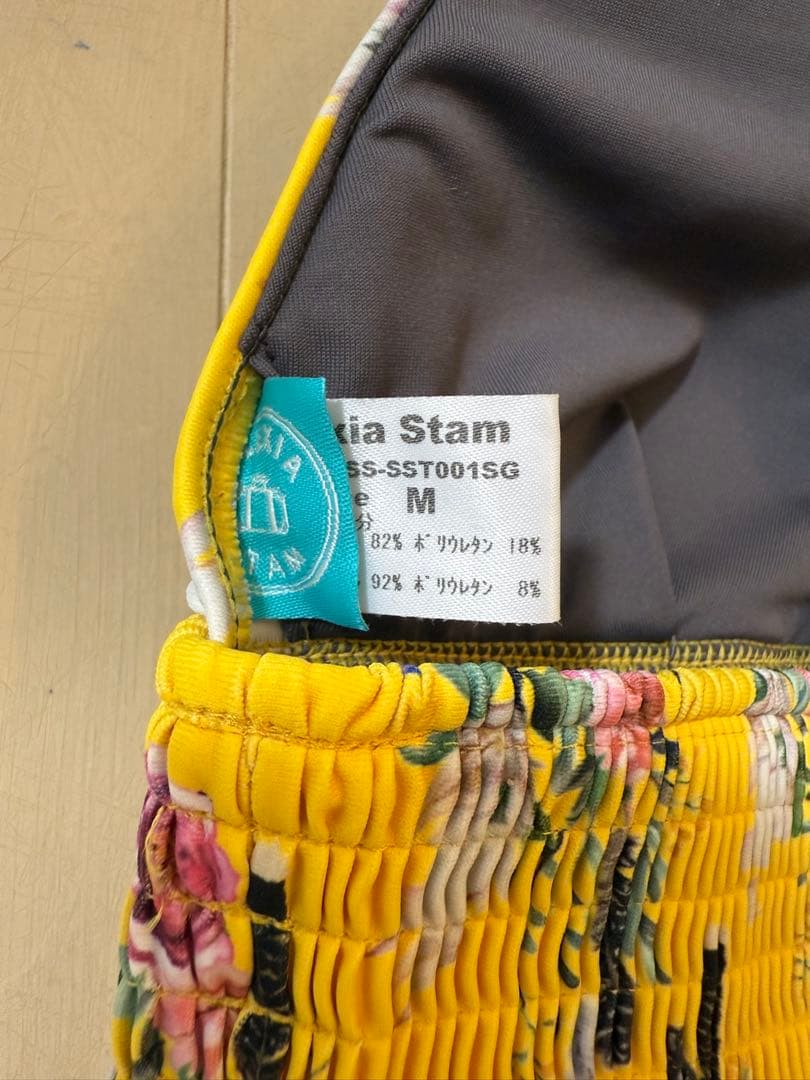 xia Stam
SS-SST001SG
M
分
82% ポリウレタン 18%
92% ポリウレタン 8%